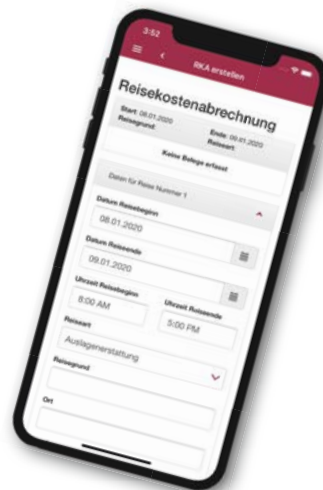 3:52
RKA erstellen
Reisekostenabrechnung
Start: 08.01.2020 Ende: 09.01.2020
Reisegrund: Reiseart:
Keine Belege erfasst
Daten für Reise Nummer 1
Datum Reisebeginn
08.01.2020
Datum Reiseende
09.01.2020
Uhrzeit Reisebeginn Uhrzeit Reiseende
8:00 AM 5:00 PM
Reiseart
Auslagenerstattung
Reisegrund
Ort